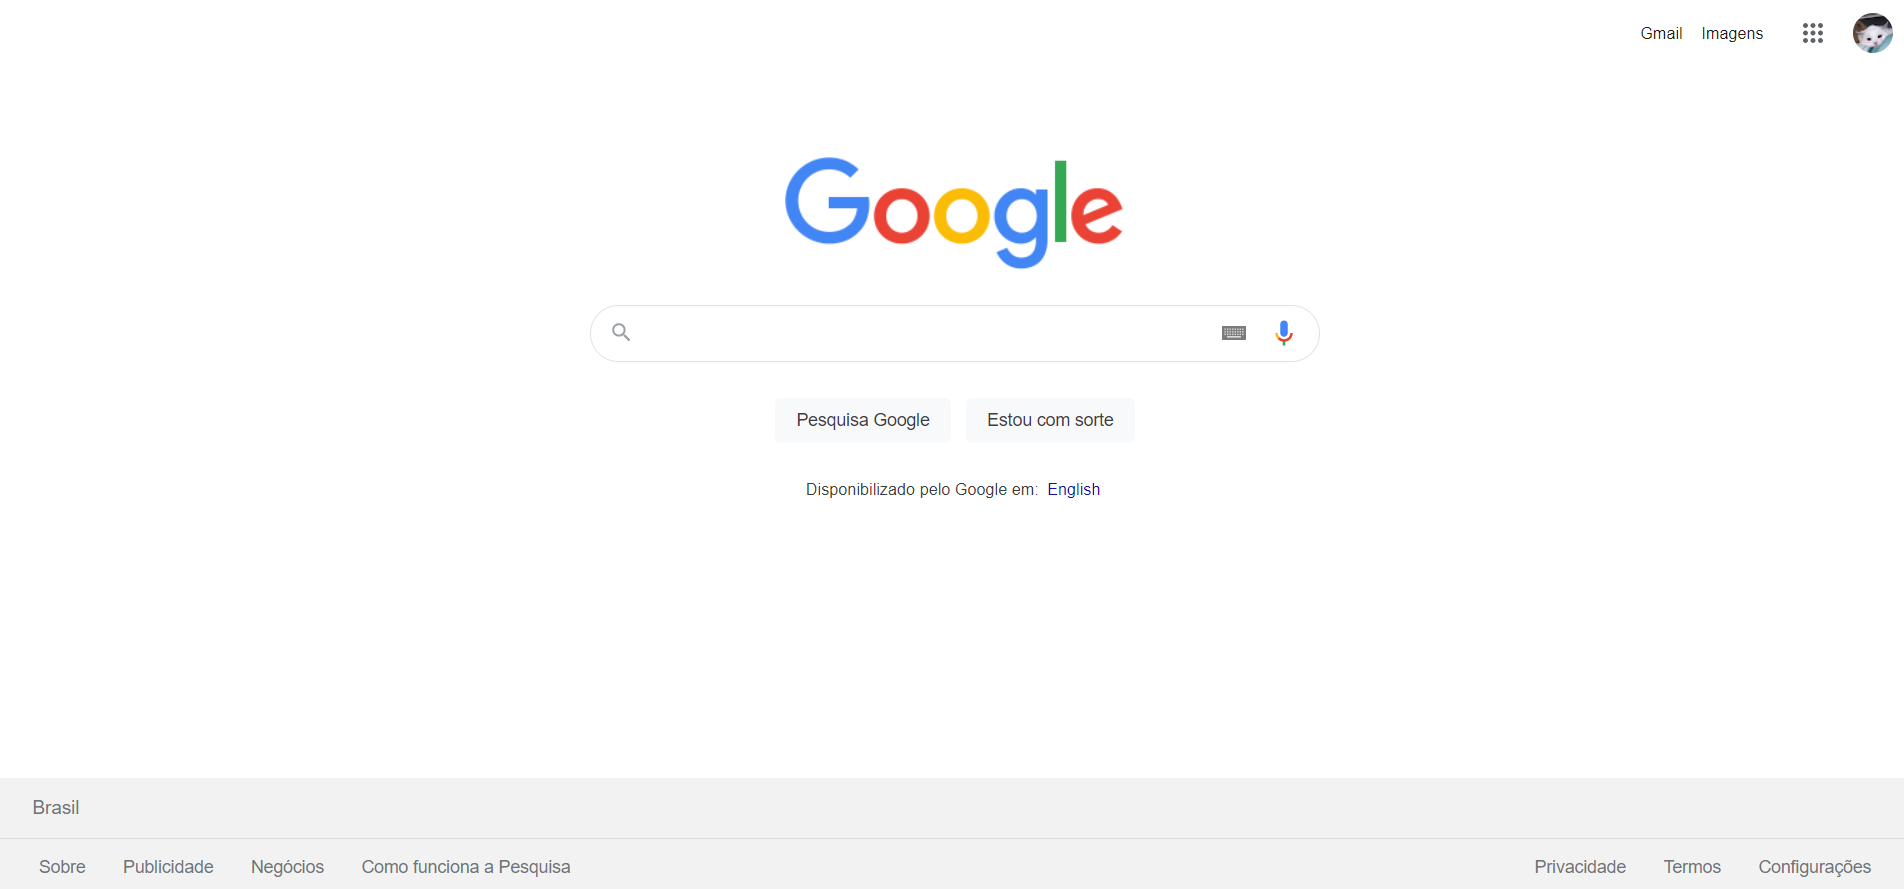 Gmail Imagens
Google
Pesquisa Google Estou com sorte
Disponibilizado pelo Google em: English
Brasil
Sobre Publicidade Negócios Como funciona a Pesquisa Privacidade Termos Configurações